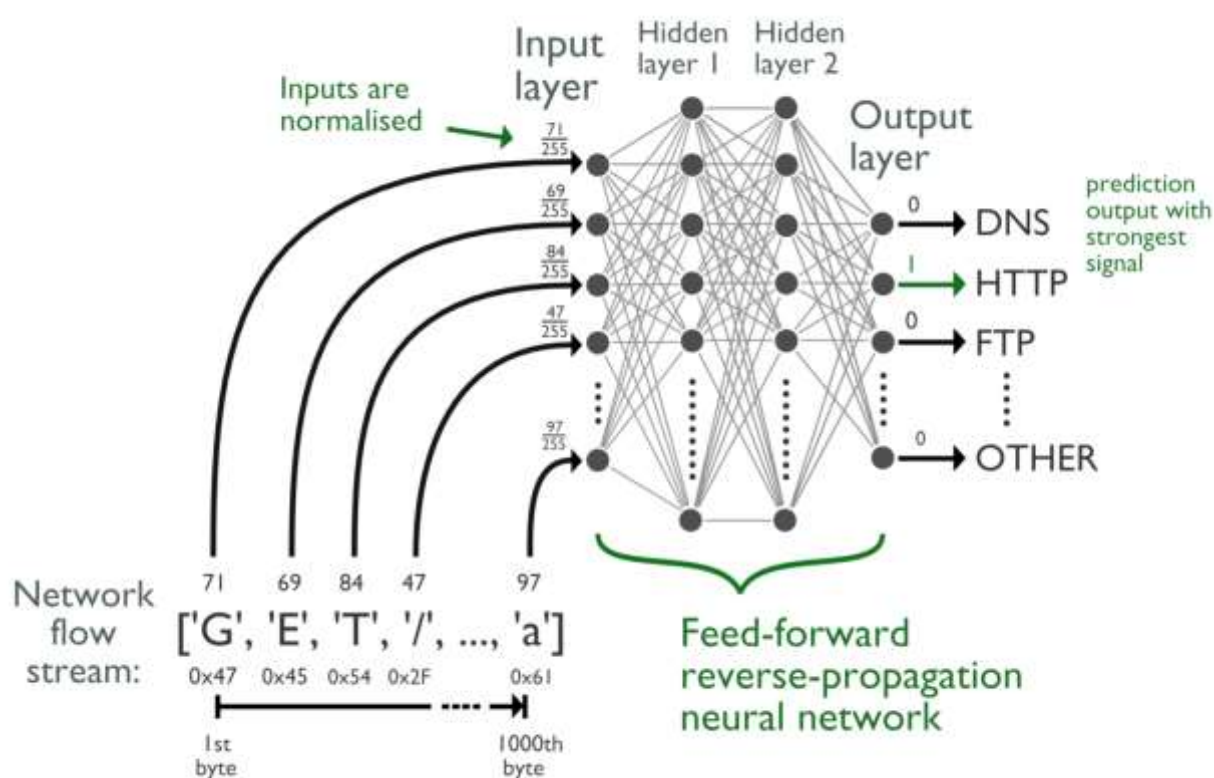 Input
layer
Hidden
layer 1
Hidden
layer 2
Output
layer
Inputs are
normalised
71
255
69
255
84
255
47
255
97
255
0
DNS
1
HTTP
0
FTP
0
OTHER
prediction
output with
strongest
signal
Network
flow
stream:
71 69 84 47 97
['G', 'E', 'T', '/', ..., 'a']
0x47 0x45 0x54 0x2F 0x61
1st
byte
1000th
byte
Feed-forward
reverse-propagation
neural network